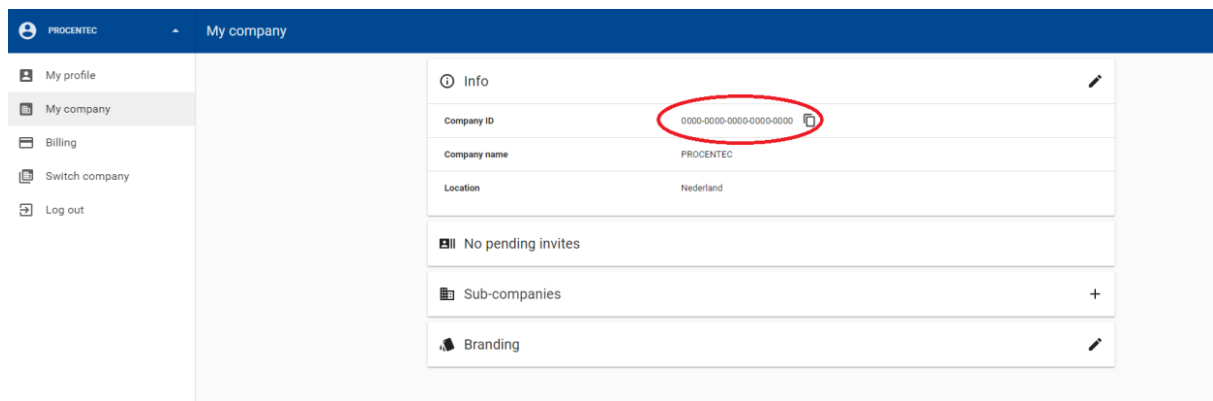 PROCENTEC
My company
My profile
My company
Billing
Switch company
Log out
Info
Company ID 0000-0000-0000-0000-0000
Company name PROCENTEC
Location Nederland
No pending invites
Sub-companies
Branding